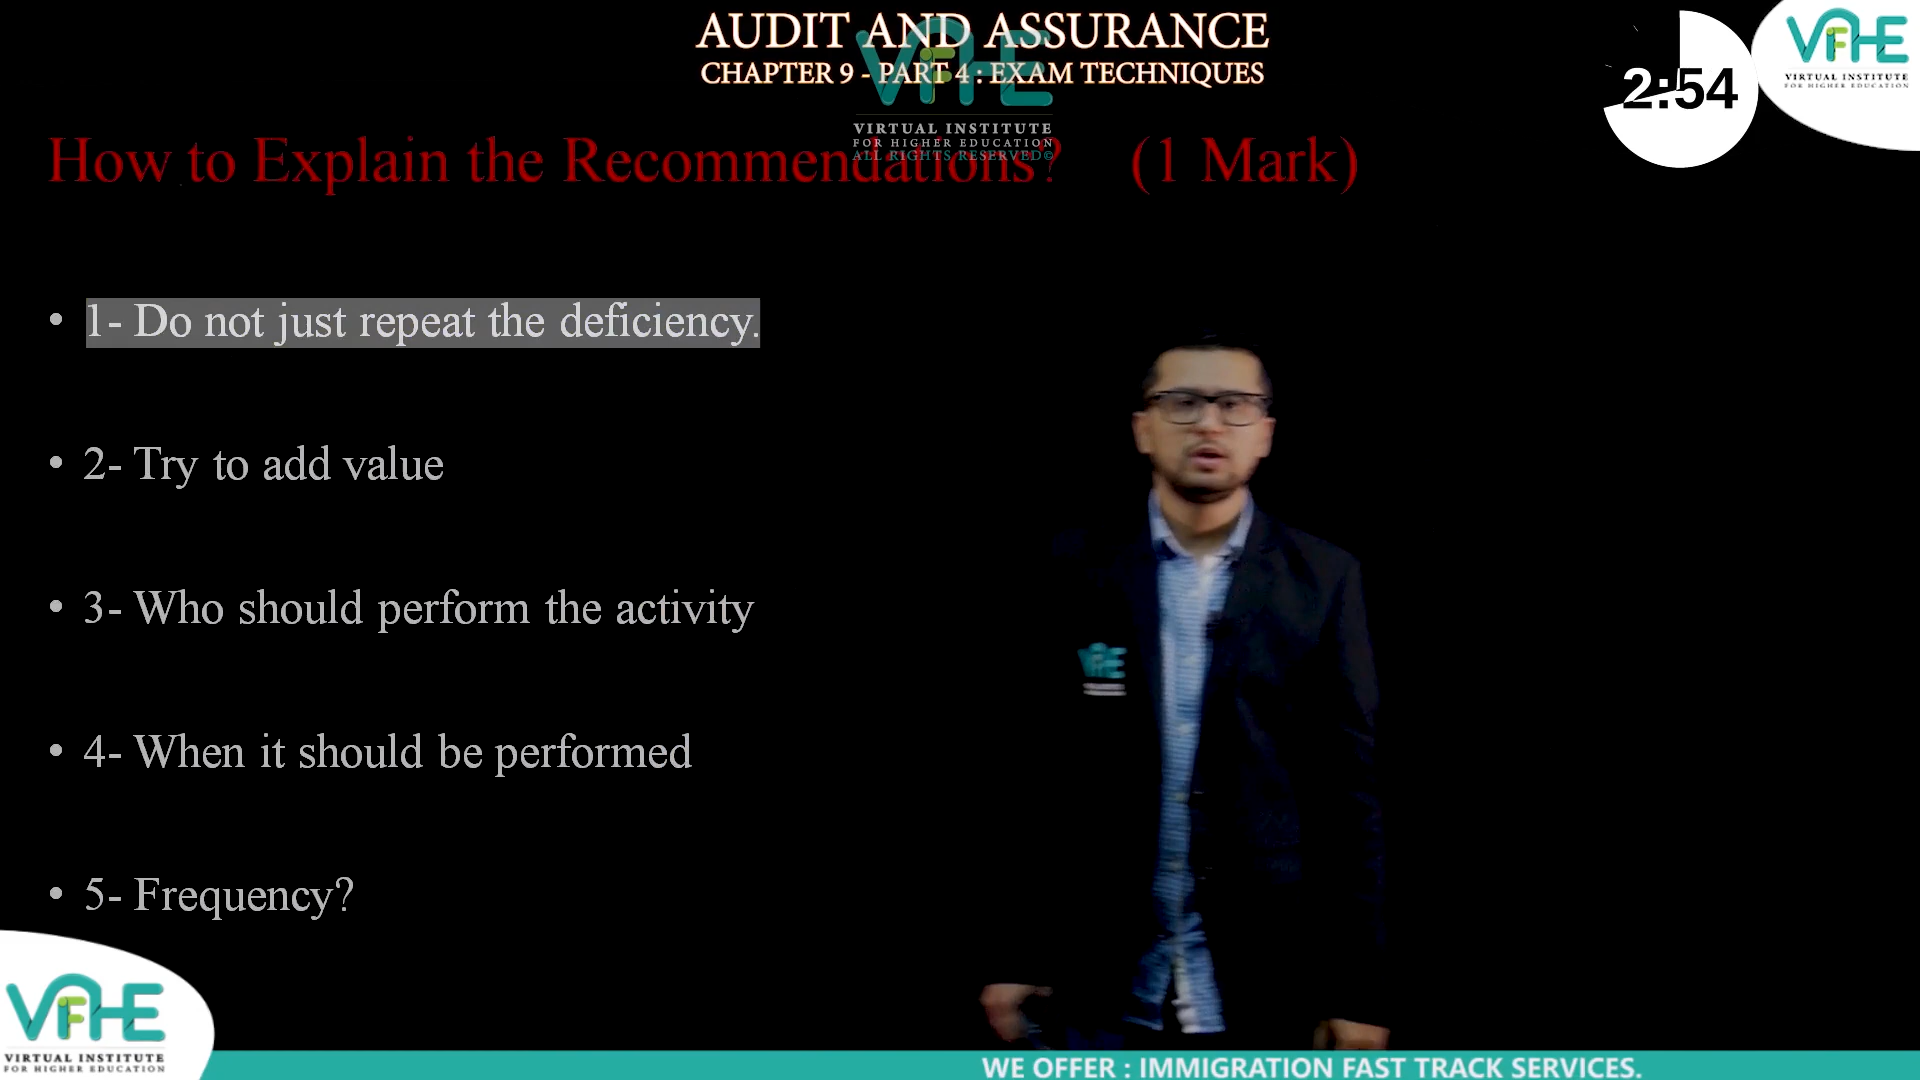 AUDIT AND ASSURANCE
CHAPTER 9 - PART 4 : EXAM TECHNIQUES
2:54
VFHE
VIRTUAL INSTITUTE
FOR HIGHER EDUCATION
VFHE
VIRTUAL INSTITUTE
FOR HIGHER EDUCATION
ALL RIGHTS RESERVED©
How to Explain the Recommendations? (1 Mark)
• 1- Do not just repeat the deficiency.
• 2- Try to add value
• 3- Who should perform the activity
• 4- When it should be performed
• 5- Frequency?
VFHE
VIRTUAL INSTITUTE
FOR HIGHER EDUCATION
WE OFFER : IMMIGRATION FAST TRACK SERVICES.